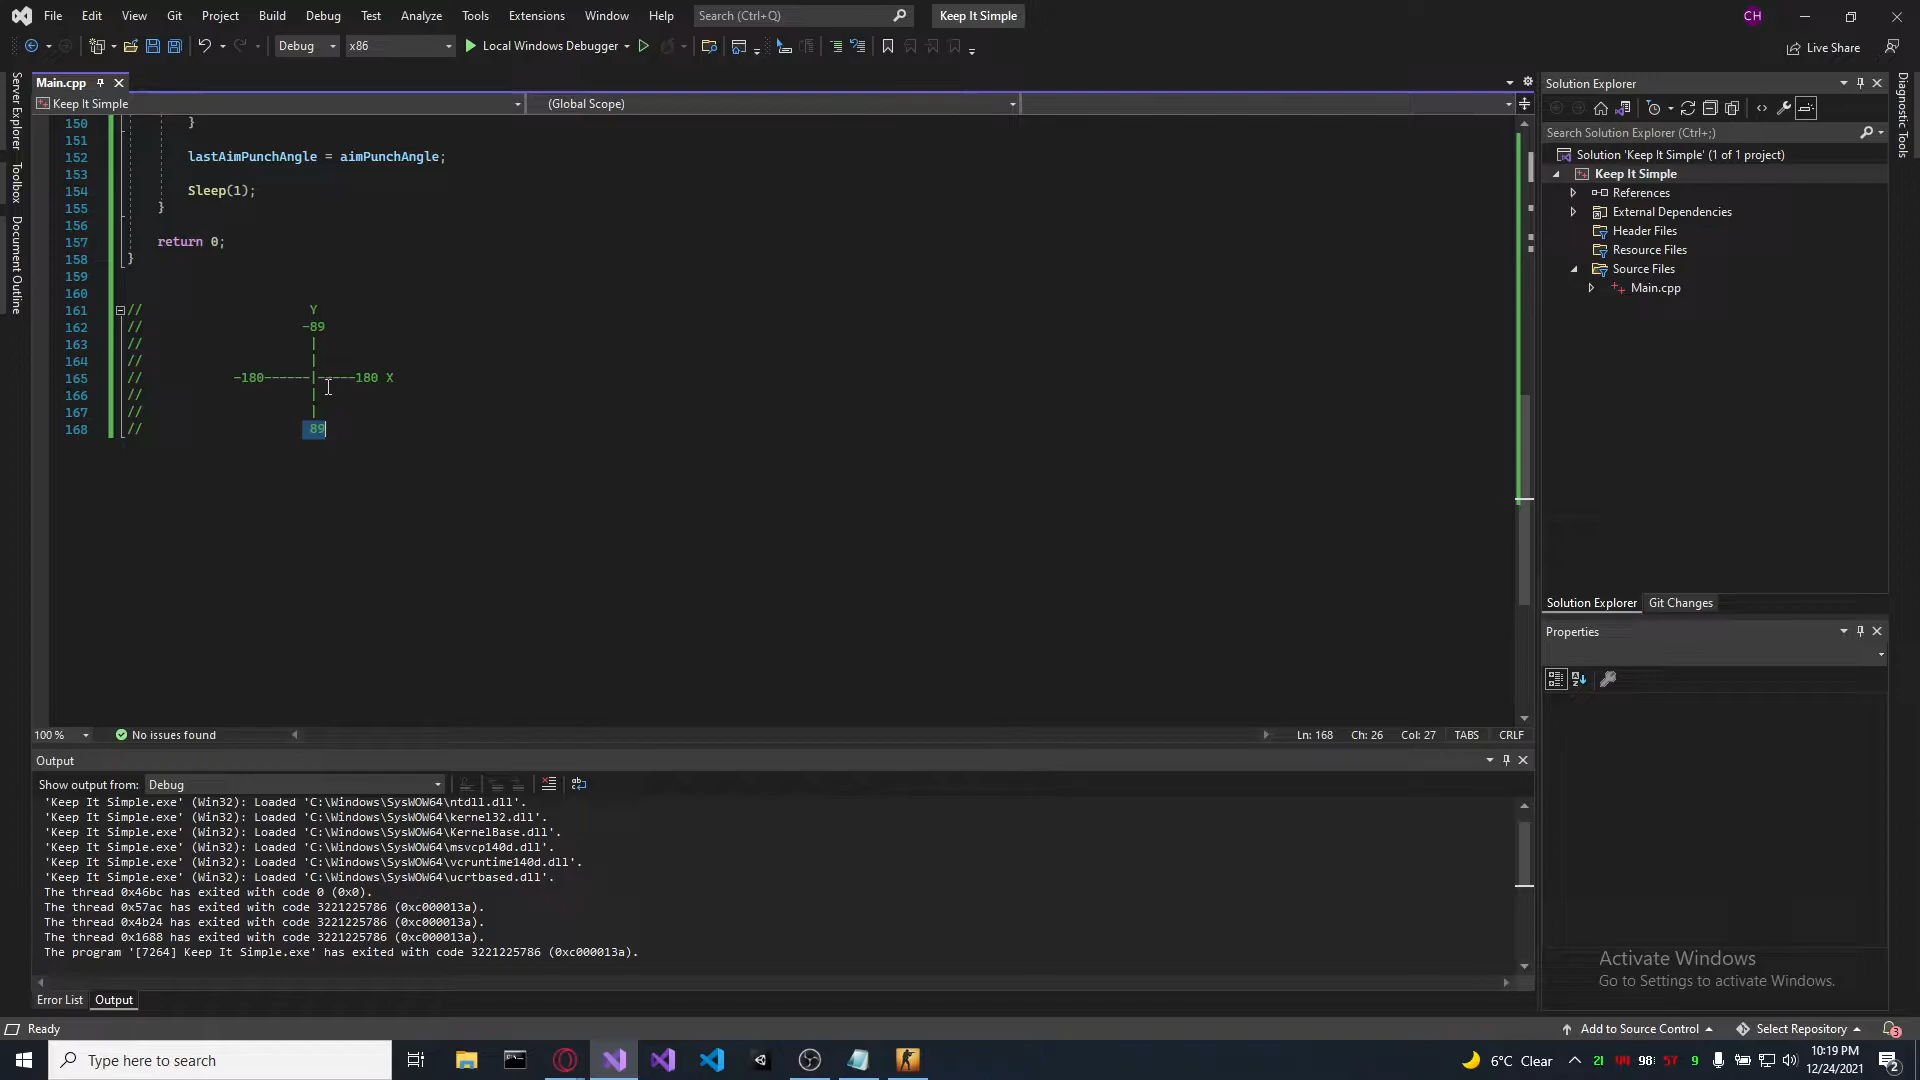 File Edit View Git Project Build Debug Test Analyze Tools Extensions Window Help Search (Ctrl+Q) Keep It Simple CH
Debug x86 Local Windows Debugger Live Share
Server Explorer
Toolbox
Document Outline
Main.cpp
Keep It Simple (Global Scope)
150 }
151
152 lastAimPunchAngle = aimPunchAngle;
153
154 Sleep(1);
155 }
156
157 return 0;
158 }
159
160
161 // Y
162 // -89
163 // |
164 // |
165 // -180------|-----180 X
166 // |
167 // |
168 // 89
100 % No issues found Ln: 168 Ch: 26 Col: 27 TABS CRLF
Output
Show output from: Debug
'Keep It Simple.exe' (Win32): Loaded 'C:\Windows\SysWOW64\ntdll.dll'.
'Keep It Simple.exe' (Win32): Loaded 'C:\Windows\SysWOW64\kernel32.dll'.
'Keep It Simple.exe' (Win32): Loaded 'C:\Windows\SysWOW64\KernelBase.dll'.
'Keep It Simple.exe' (Win32): Loaded 'C:\Windows\SysWOW64\msvcp140d.dll'.
'Keep It Simple.exe' (Win32): Loaded 'C:\Windows\SysWOW64\vcruntime140d.dll'.
'Keep It Simple.exe' (Win32): Loaded 'C:\Windows\SysWOW64\ucrtbased.dll'.
The thread 0x46bc has exited with code 0 (0x0).
The thread 0x57ac has exited with code 3221225786 (0xc000013a).
The thread 0x4b24 has exited with code 3221225786 (0xc000013a).
The thread 0x1688 has exited with code 3221225786 (0xc000013a).
The program '[7264] Keep It Simple.exe' has exited with code 3221225786 (0xc000013a).
Error List Output
Solution Explorer
Search Solution Explorer (Ctrl+;)
Solution 'Keep It Simple' (1 of 1 project)
Keep It Simple
References
External Dependencies
Header Files
Resource Files
Source Files
Main.cpp
Solution Explorer Git Changes
Properties
Diagnostic Tools
Activate Windows
Go to Settings to activate Windows.
Ready Add to Source Control Select Repository 3
Type here to search 6°C Clear 21 98 57 9 10:19 PM
12/24/2021 2